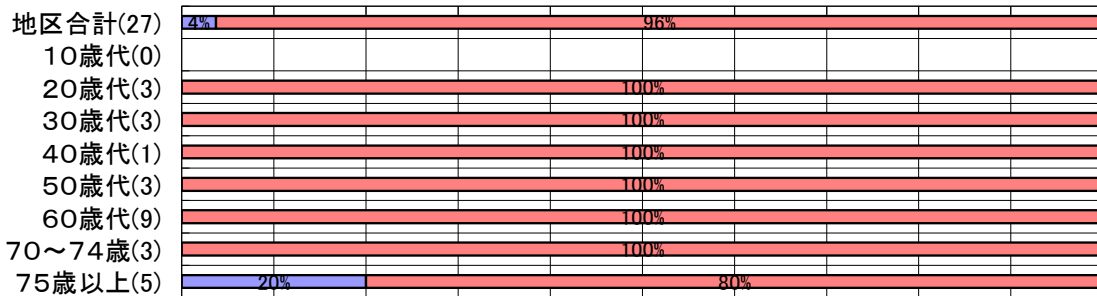 地区合計(27) 4% 96%
10歳代(0)
20歳代(3) 100%
30歳代(3) 100%
40歳代(1) 100%
50歳代(3) 100%
60歳代(9) 100%
70～74歳(3) 100%
75歳以上(5) 20% 80%